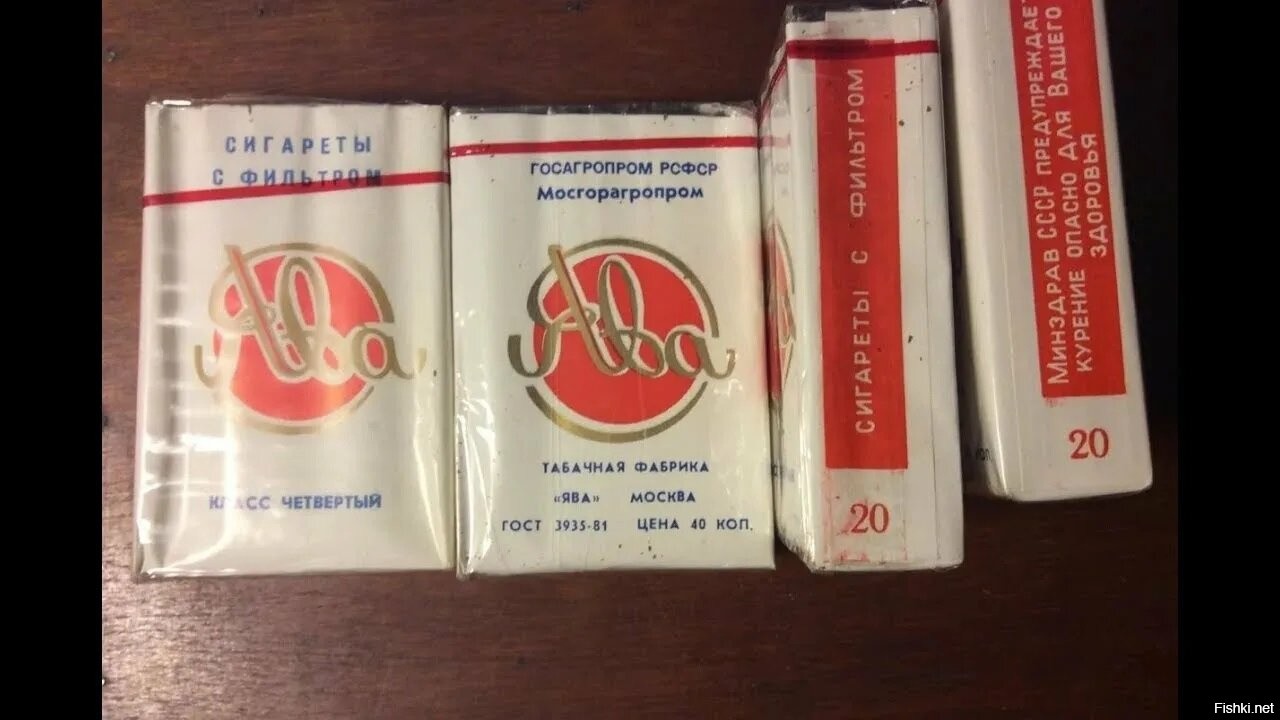 СИГАРЕТЫ
С ФИЛЬТРОМ
Ява
КЛАСС ЧЕТВЕРТЫЙ
ГОСАГРОПРОМ РСФСР
Мосгорагропром
Ява
ТАБАЧНАЯ ФАБРИКА
«ЯВА» МОСКВА
ГОСТ 3935-81 ЦЕНА 40 КОП.
СИГАРЕТЫ С ФИЛЬТРОМ
20
МИНЗДРАВ СССР ПРЕДУПРЕЖДАЕ
КУРЕНИЕ ОПАСНО ДЛЯ ВАШЕГО
ЗДОРОВЬЯ
20
Fishki.net